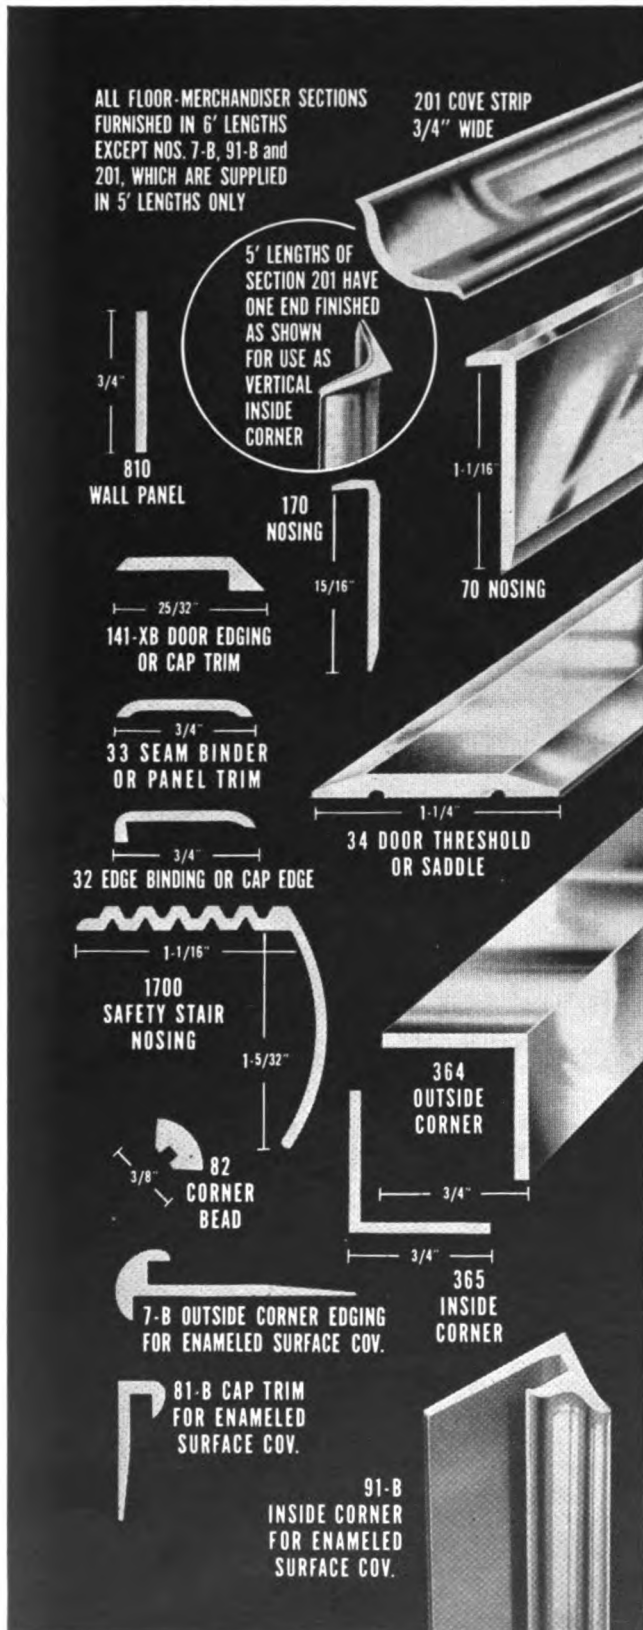 ALL FLOOR-MERCHANDISER SECTIONS
FURNISHED IN 6' LENGTHS
EXCEPT NOS. 7-B, 91-B and
201, WHICH ARE SUPPLIED
IN 5' LENGTHS ONLY
201 COVE STRIP
3/4" WIDE
5' LENGTHS OF
SECTION 201 HAVE
ONE END FINISHED
AS SHOWN
FOR USE AS
VERTICAL
INSIDE
CORNER
3/4"
810
WALL PANEL
170
NOSING
15/16"
1-1/16"
70 NOSING
25/32"
141-XB DOOR EDGING
OR CAP TRIM
3/4"
33 SEAM BINDER
OR PANEL TRIM
1-1/4"
34 DOOR THRESHOLD
OR SADDLE
3/4"
32 EDGE BINDING OR CAP EDGE
1-1/16"
1700
SAFETY STAIR
NOSING
1-5/32"
364
OUTSIDE
CORNER
3/4"
3/8"
82
CORNER
BEAD
3/4"
365
INSIDE
CORNER
7-B OUTSIDE CORNER EDGING
FOR ENAMELED SURFACE COV.
81-B CAP TRIM
FOR ENAMELED
SURFACE COV.
91-B
INSIDE CORNER
FOR ENAMELED
SURFACE COV.